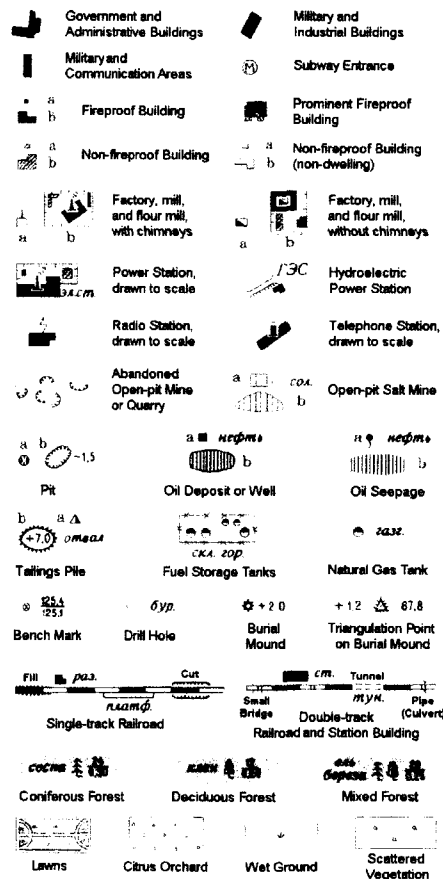 Government and
Administrative Buildings
Military and
Industrial Buildings
Military and
Communication Areas
M
Subway Entrance
a
b
Fireproof Building
Prominent Fireproof
Building
a
b
Non-fireproof Building
a
b
Non-fireproof Building
(non-dwelling)
a b
Factory, mill,
and flour mill,
with chimneys
a b
Factory, mill,
and flour mill,
without chimneys
эл.ст.
Power Station,
drawn to scale
ГЭС
Hydroelectric
Power Station
Radio Station,
drawn to scale
Telephone Station,
drawn to scale
Abandoned
Open-pit Mine
or Quarry
a сол.
b
Open-pit Salt Mine
a b
-1,5
Pit
a нефть
b
Oil Deposit or Well
a нефть
b
Oil Seepage
b a
+7,0 отвал
Tailings Pile
скл. гор.
Fuel Storage Tanks
газг.
Natural Gas Tank
125.4
125.1
Bench Mark
бур.
Drill Hole
+ 2 0
Burial
Mound
+ 1 2 67,8
Triangulation Point
on Burial Mound
Fill раз. Cut
платф.
Single-track Railroad
ст. Tunnel
тун.
Small
Bridge
Pipe
(Culvert)
Double-track
Railroad and Station Building
сосна
Coniferous Forest
клен
Deciduous Forest
ель
береза
Mixed Forest
Lawns
Citrus Orchard
Wet Ground
Scattered
Vegetation